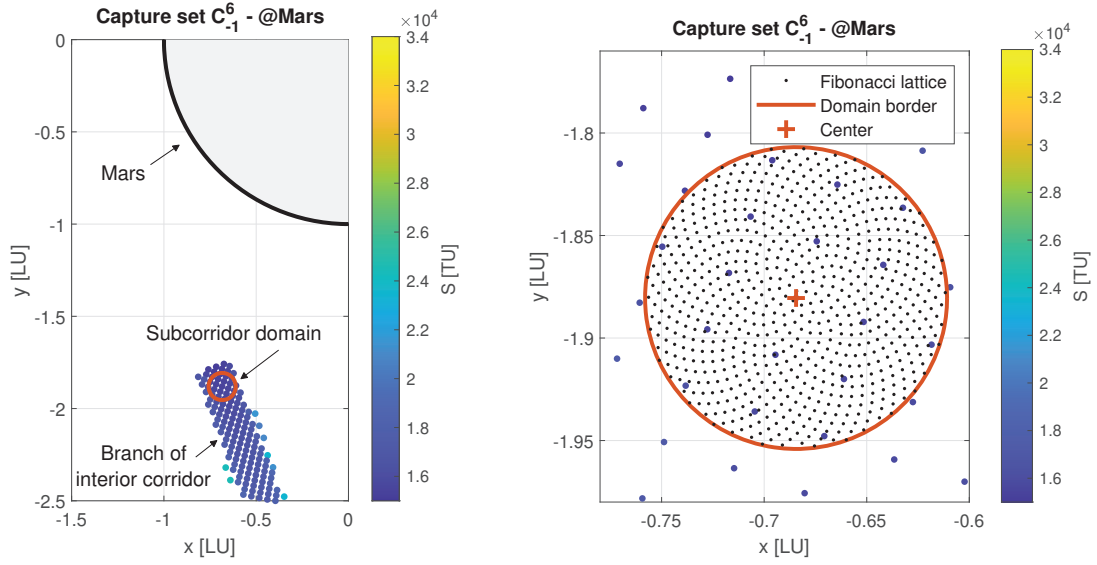 Capture set C_{-1}^{6} - @Mars
×10^4
0
-0.5
-1
-1.5
-2
-2.5
y [LU]
Mars
Subcorridor domain
Branch of
interior corridor
-1.5
-1
-0.5
0
x [LU]
3.4
3.2
3
2.8
2.6
2.4
2.2
2
1.8
1.6
S [TU]
Capture set C_{-1}^{6} - @Mars
×10^4
Fibonacci lattice
Domain border
Center
-1.8
-1.85
-1.9
-1.95
y [LU]
-0.75
-0.7
-0.65
-0.6
x [LU]
3.4
3.2
3
2.8
2.6
2.4
2.2
2
1.8
1.6
S [TU]